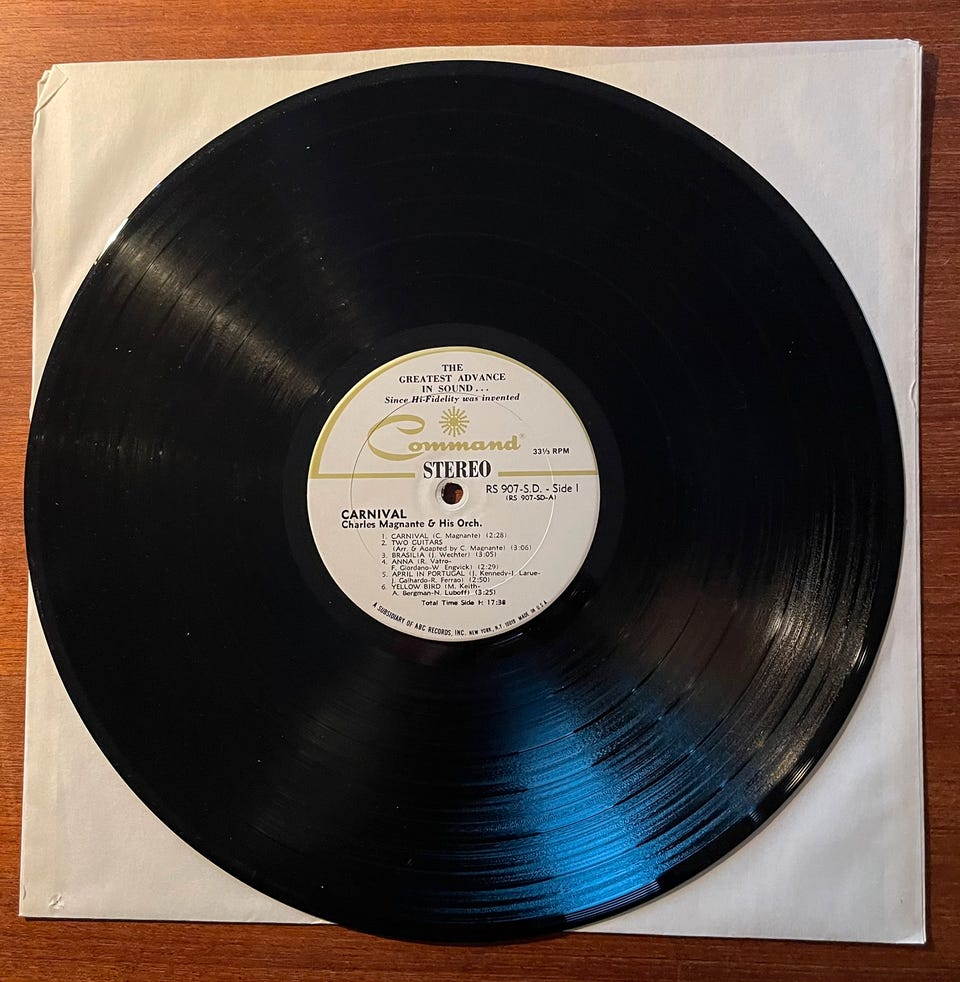 THE
GREATEST ADVANCE
IN SOUND...
Since Hi-Fidelity was invented
Command®
33⅓ RPM
STEREO
RS 907-S.D. - Side I
(RS 907-SD-A)
CARNIVAL
Charles Magnante & His Orch.
1. CARNIVAL (C. Magnante) (2:28)
2. TWO GUITARS
(Arr. & Adapted by C. Magnante) (3:06)
3. BRASILIA (J. Wechter) (3:05)
4. ANNA (R. Vatro-
F. Giordano-W. Engvick) (2:29)
5. APRIL IN PORTUGAL (J. Kennedy-J. Larue-
J. Galhardo-R. Ferrao) (2:50)
6. YELLOW BIRD (M. Keith-
A. Bergman-N. Luboff) (3:25)
Total Time Side I: 17:38
A SUBSIDIARY OF ABC RECORDS, INC. NEW YORK, N.Y. 10019 MADE IN U.S.A.